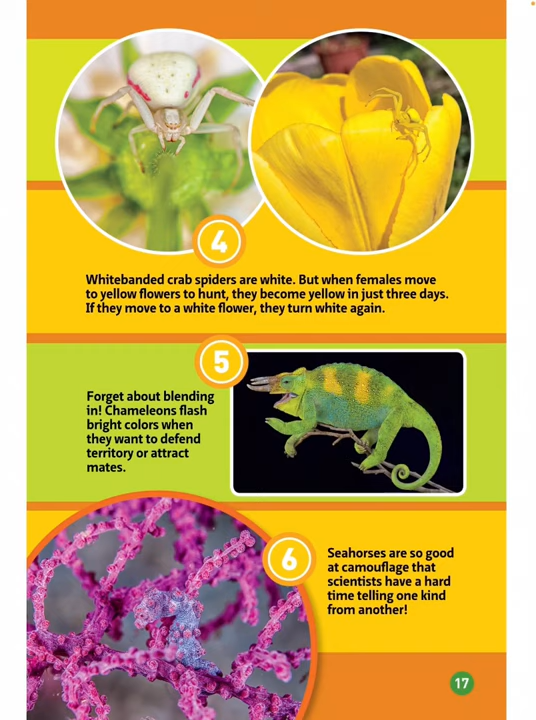 4
Whitebanded crab spiders are white. But when females move
to yellow flowers to hunt, they become yellow in just three days.
If they move to a white flower, they turn white again.
5
Forget about blending
in! Chameleons flash
bright colors when
they want to defend
territory or attract
mates.
6
Seahorses are so good
at camouflage that
scientists have a hard
time telling one kind
from another!
17